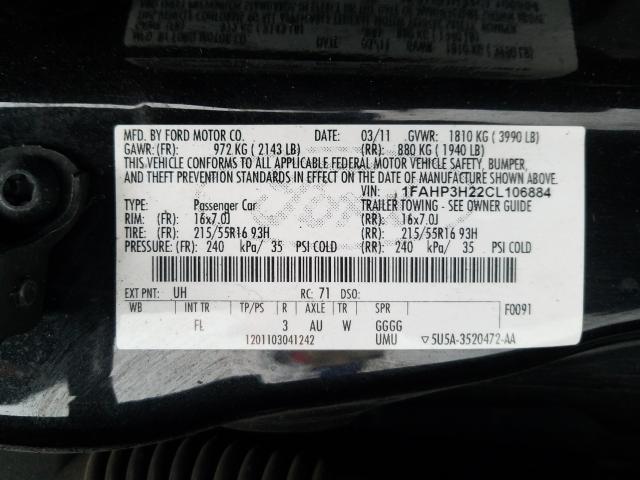 MFD. BY FORD MOTOR CO. DATE: 03/11 GVWR: 1810 KG ( 3990 LB)
GAWR: (FR): 972 KG ( 2143 LB) (RR): 880 KG ( 1940 LB)
THIS VEHICLE CONFORMS TO ALL APPLICABLE FEDERAL MOTOR VEHICLE SAFETY, BUMPER,
AND THEFT PREVENTION STANDARDS IN EFFECT ON THE DATE OF MANUFACTURE SHOWN ABOVE.
VIN: 1FAHP3H22CL106884
TYPE: Passenger Car TRAILER TOWING - SEE OWNER GUIDE
RIM: (FR): 16x7.0J (RR): 16x7.0J
TIRE: (FR): 215/55R16 93H (RR): 215/55R16 93H
PRESSURE: (FR): 240 kPa/ 35 PSI COLD (RR): 240 kPa/ 35 PSI COLD
EXT PNT: UH RC: 71 DSO:
WB INT TR TP/PS R AXLE TR SPR F0091
FL 3 AU W GGGG
1201103041242 UMU ▽ 5U5A-3520472-AA